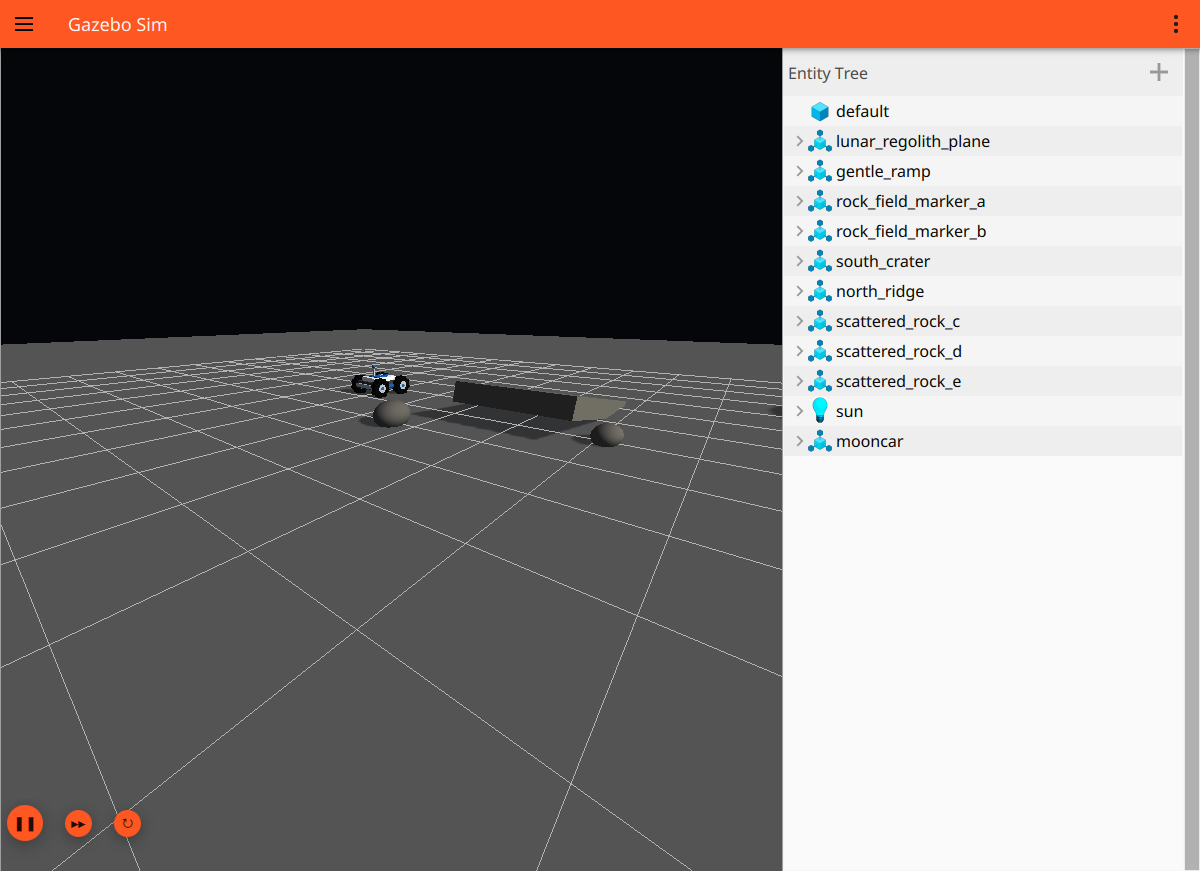 Gazebo Sim
Entity Tree
default
lunar_regolith_plane
gentle_ramp
rock_field_marker_a
rock_field_marker_b
south_crater
north_ridge
scattered_rock_c
scattered_rock_d
scattered_rock_e
sun
mooncar